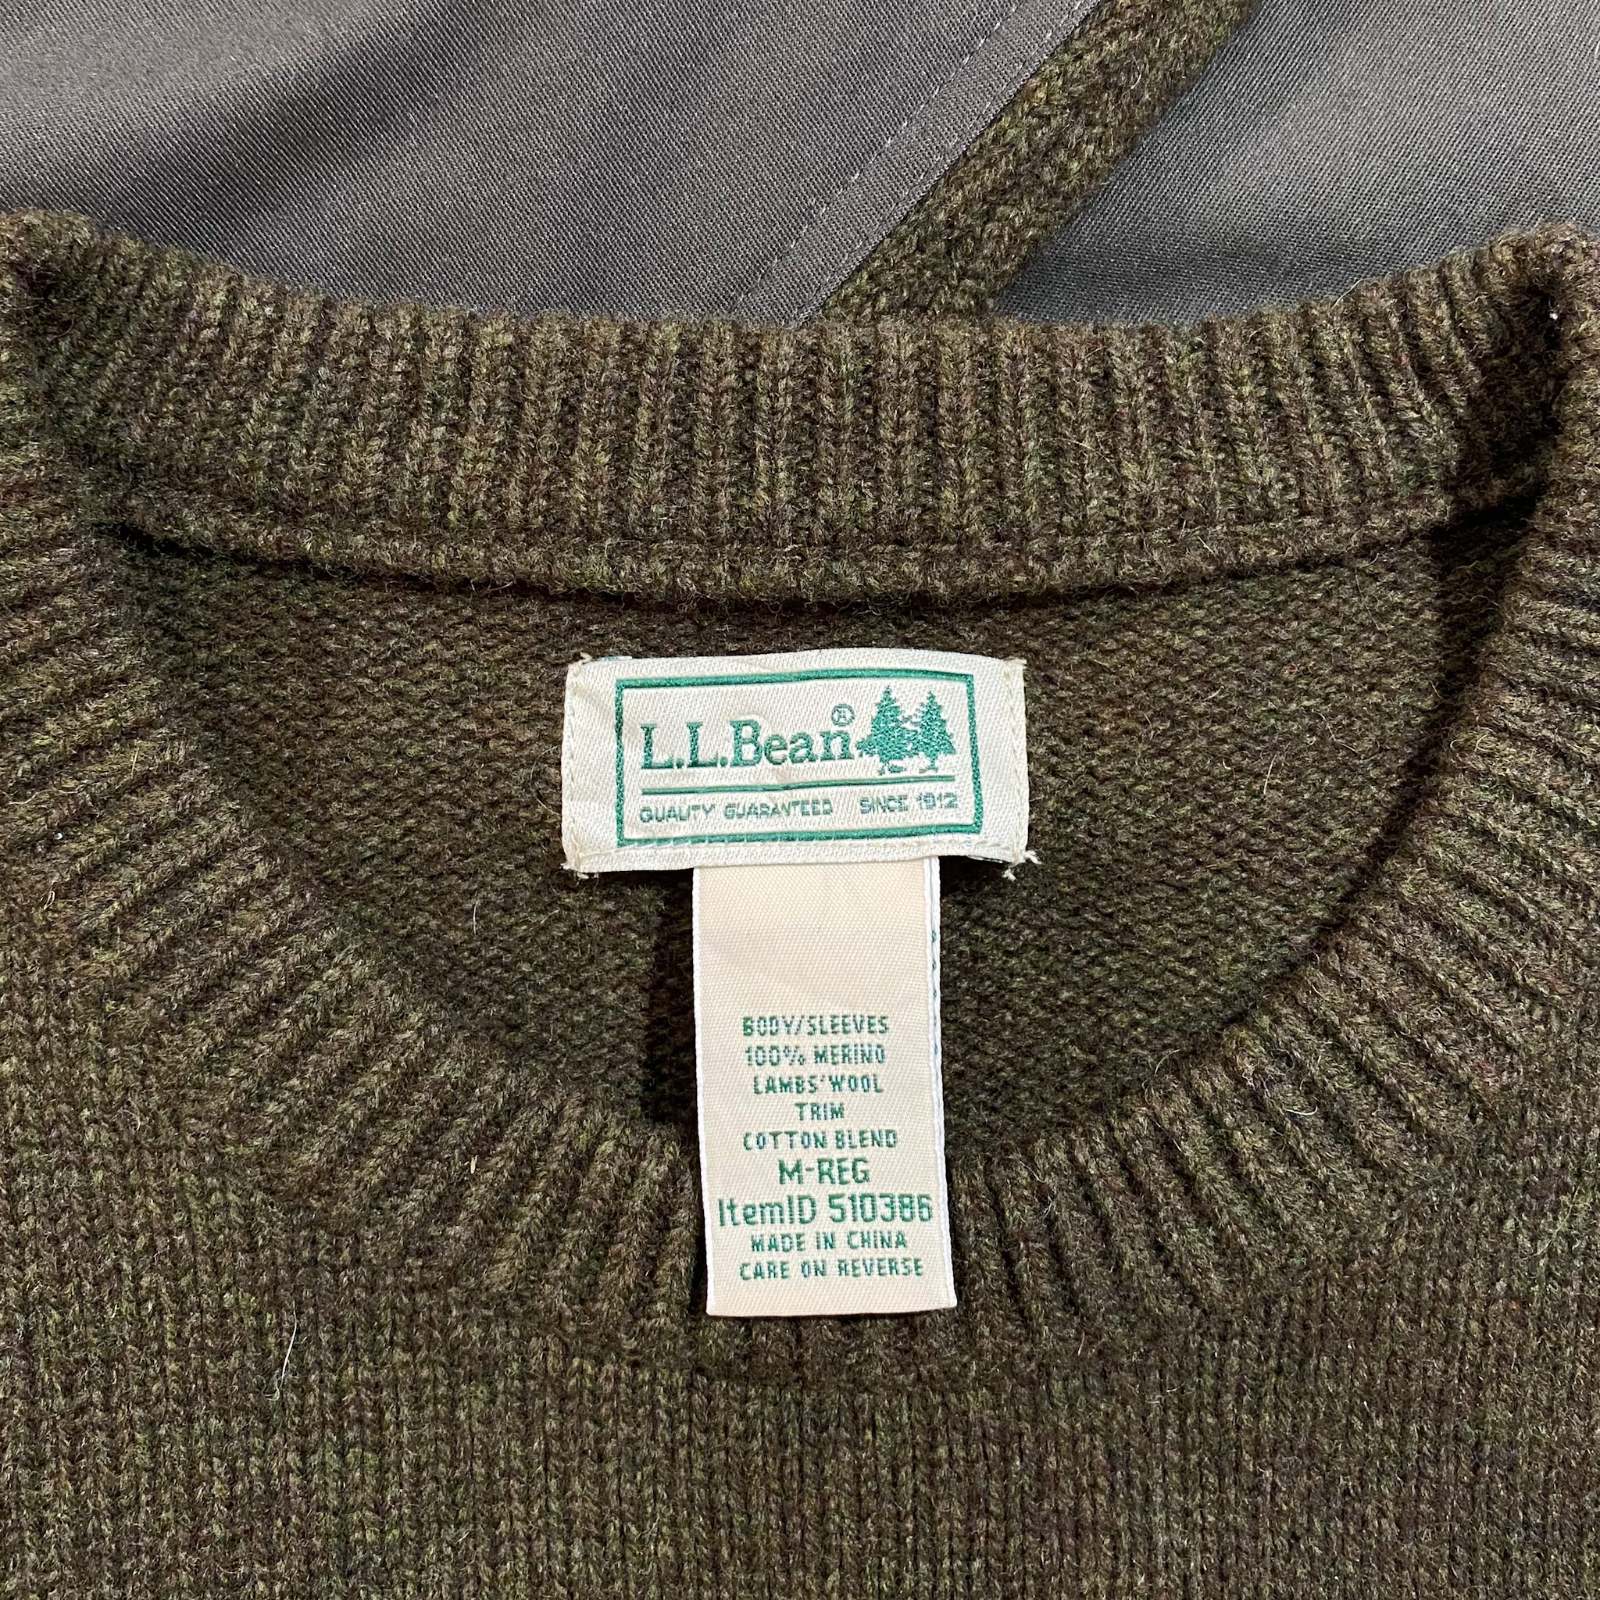 L.L.Bean®
QUALITY GUARANTEED SINCE 1912
BODY/SLEEVES
100% MERINO
LAMBS'WOOL
TRIM
COTTON BLEND
M-REG
ItemID 510386
MADE IN CHINA
CARE ON REVERSE